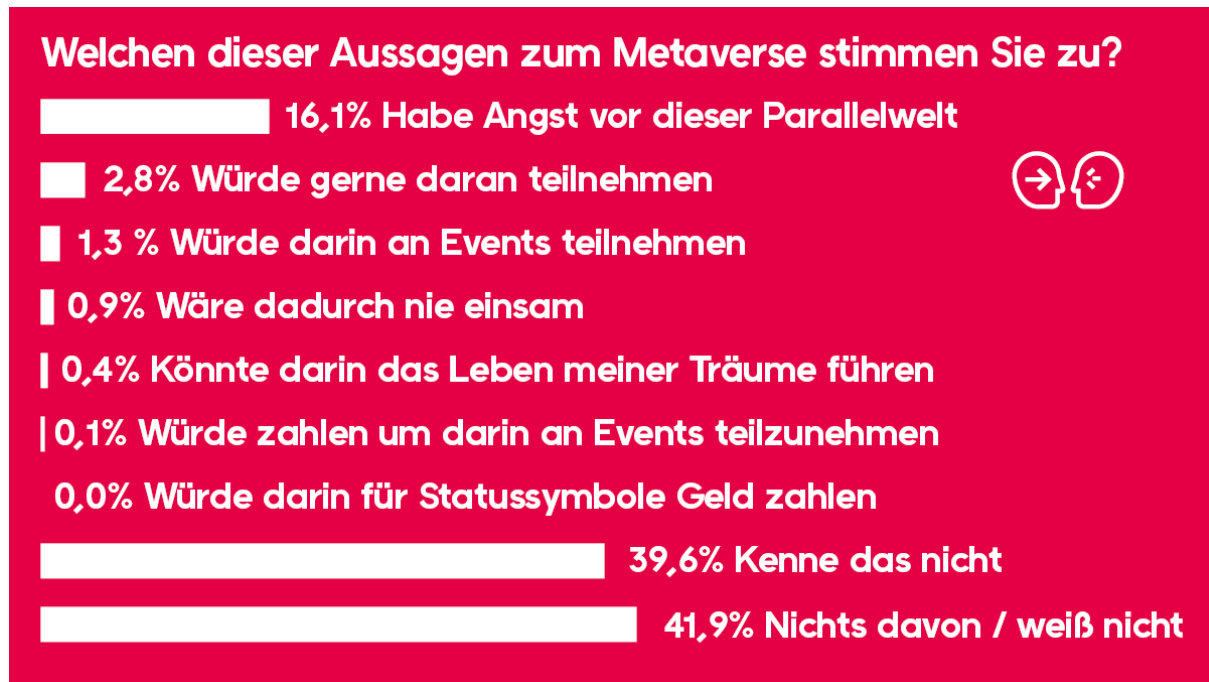 Welchen dieser Aussagen zum Metaverse stimmen Sie zu?
16,1% Habe Angst vor dieser Parallelwelt
2,8% Würde gerne daran teilnehmen
1,3 % Würde darin an Events teilnehmen
0,9% Wäre dadurch nie einsam
0,4% Könnte darin das Leben meiner Träume führen
0,1% Würde zahlen um darin an Events teilzunehmen
0,0% Würde darin für Statussymbole Geld zahlen
39,6% Kenne das nicht
41,9% Nichts davon / weiß nicht